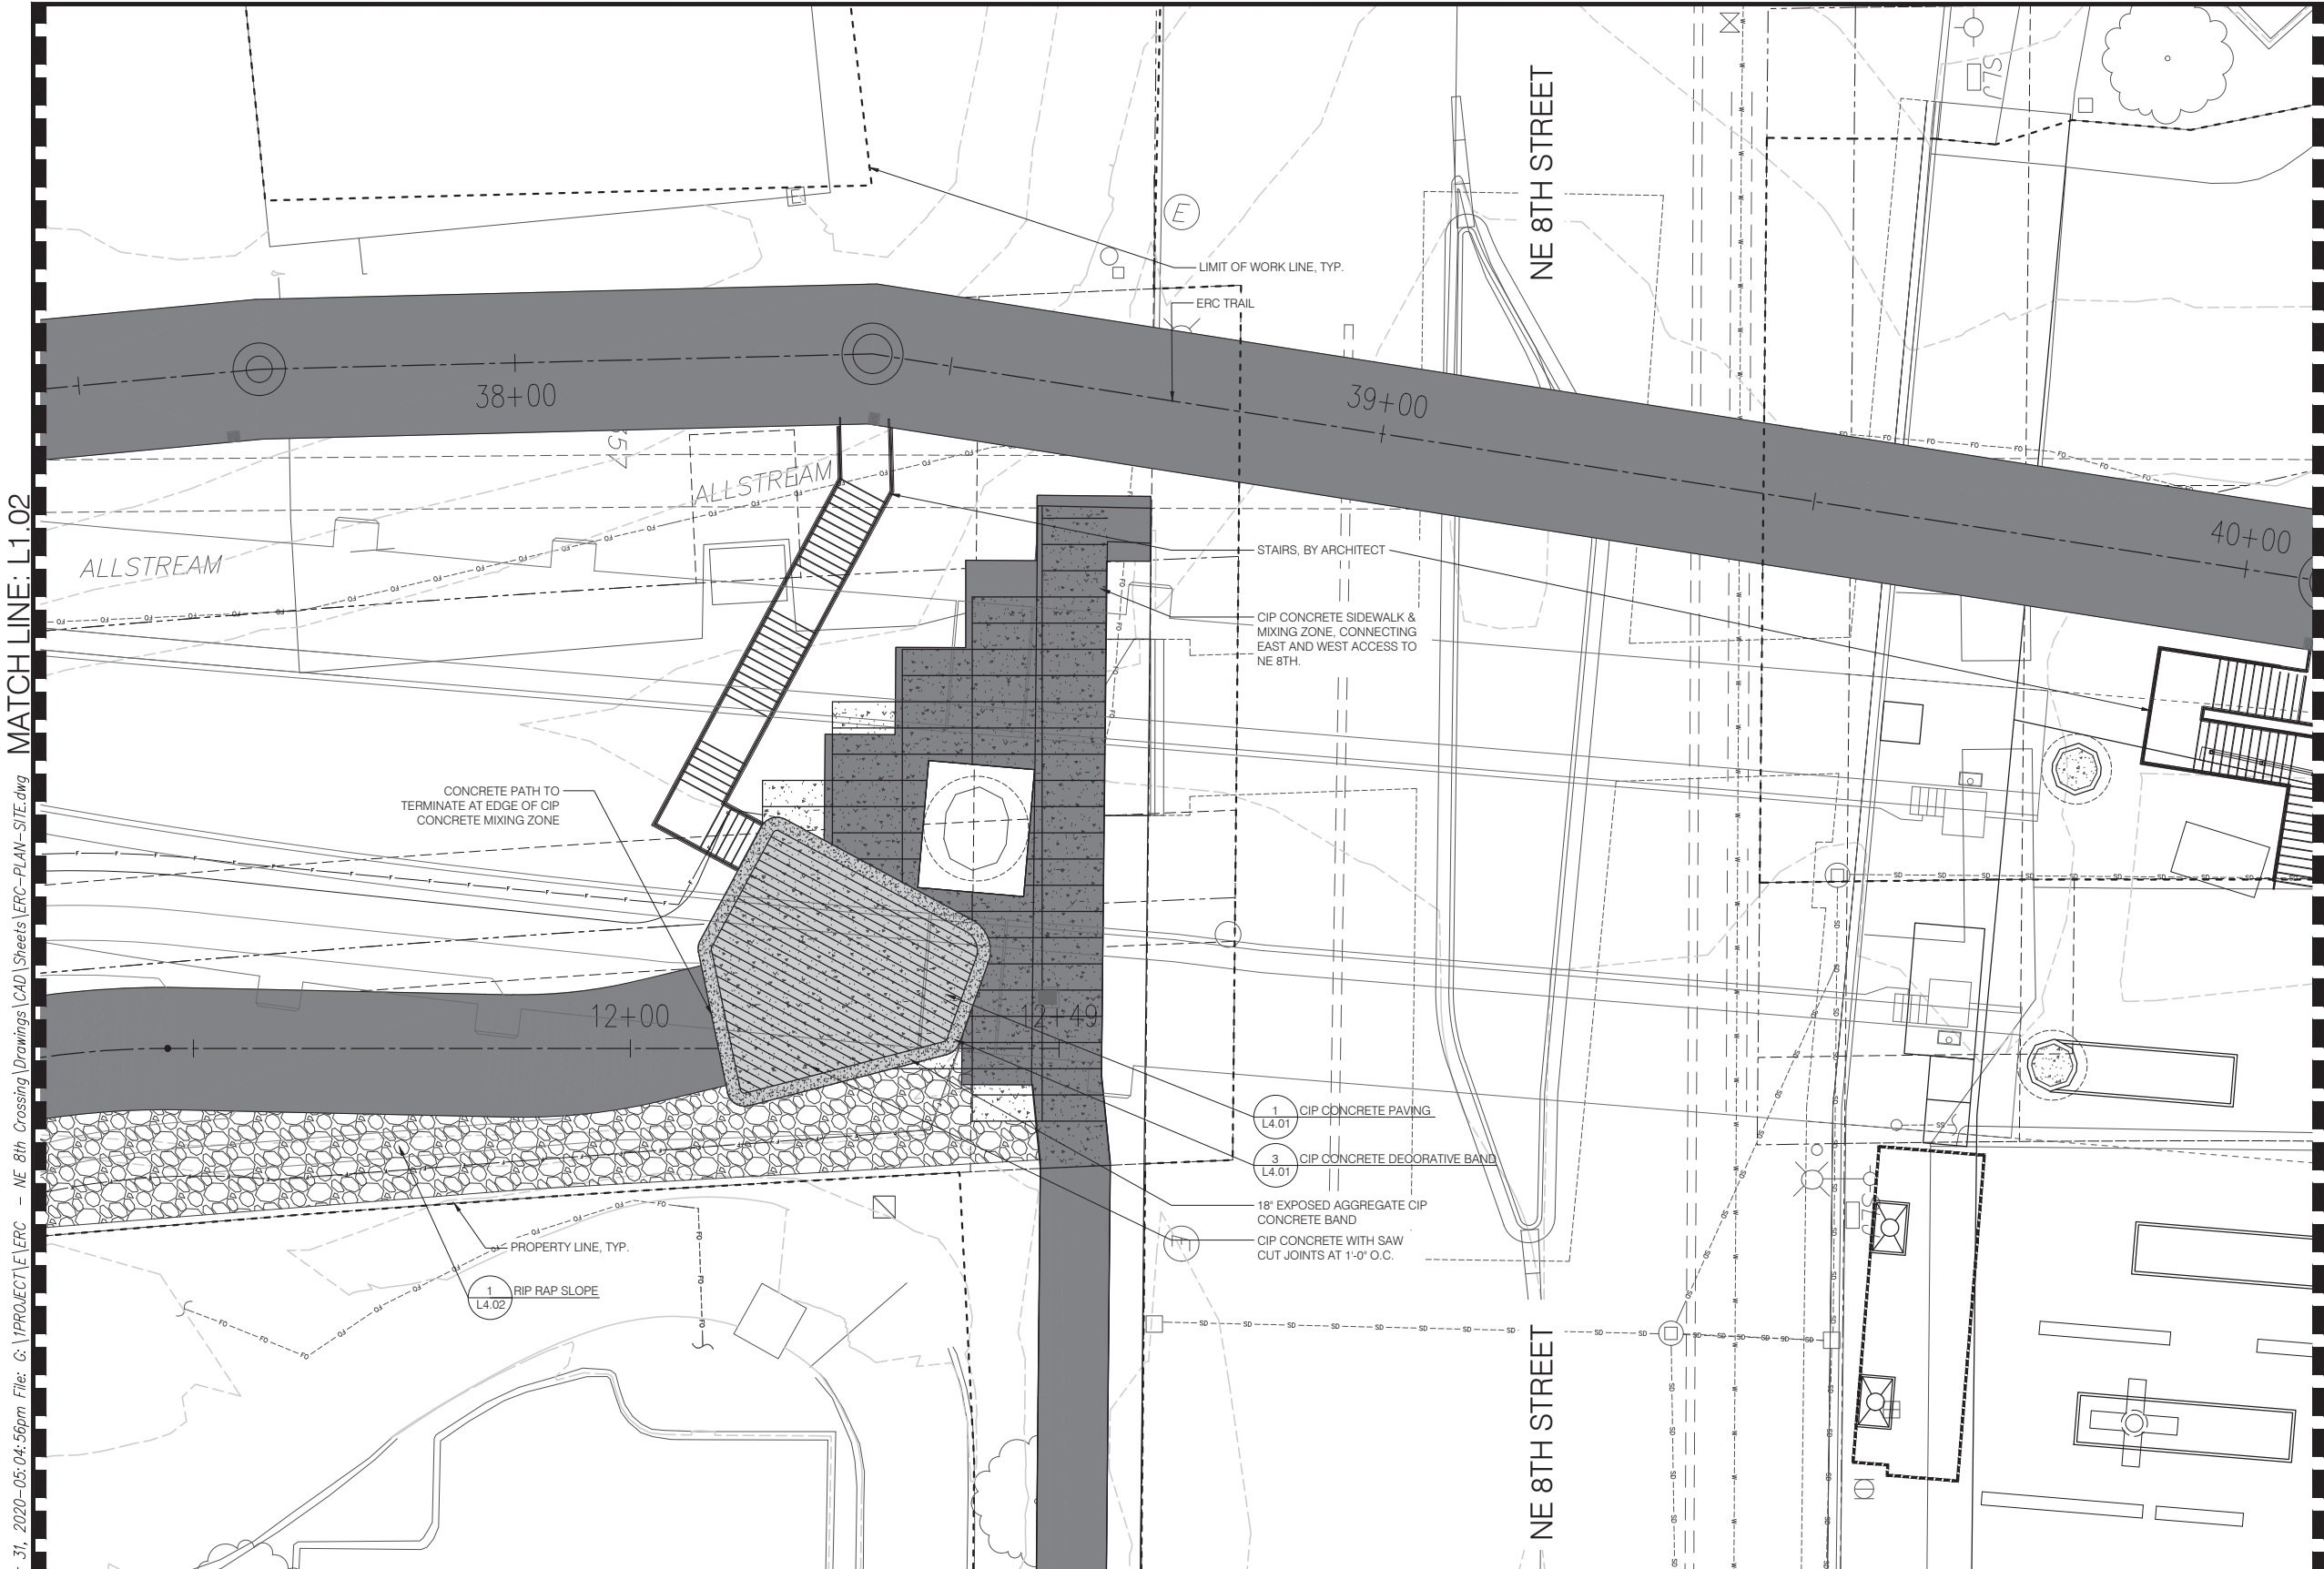 MATCH LINE: L1.02
31, 2020-05:04:56pm File: G:\1PROJECT\E\ERC - NE 8th Crossing\Drawings\CAD\Sheets\ERC-PLAN-SITE.dwg
NE 8TH STREET
E
LIMIT OF WORK LINE, TYP.
ERC TRAIL
38+00
39+00
40+00
ALLSTREAM
ALLSTREAM
STAIRS, BY ARCHITECT
CIP CONCRETE SIDEWALK &
MIXING ZONE, CONNECTING
EAST AND WEST ACCESS TO
NE 8TH.
CONCRETE PATH TO
TERMINATE AT EDGE OF CIP
CONCRETE MIXING ZONE
12+00
12+49
1
L4.01
CIP CONCRETE PAVING
3
L4.01
CIP CONCRETE DECORATIVE BAND
18" EXPOSED AGGREGATE CIP
CONCRETE BAND
CIP CONCRETE WITH SAW
CUT JOINTS AT 1'-0" O.C.
PROPERTY LINE, TYP.
1
L4.02
RIP RAP SLOPE
NE 8TH STREET